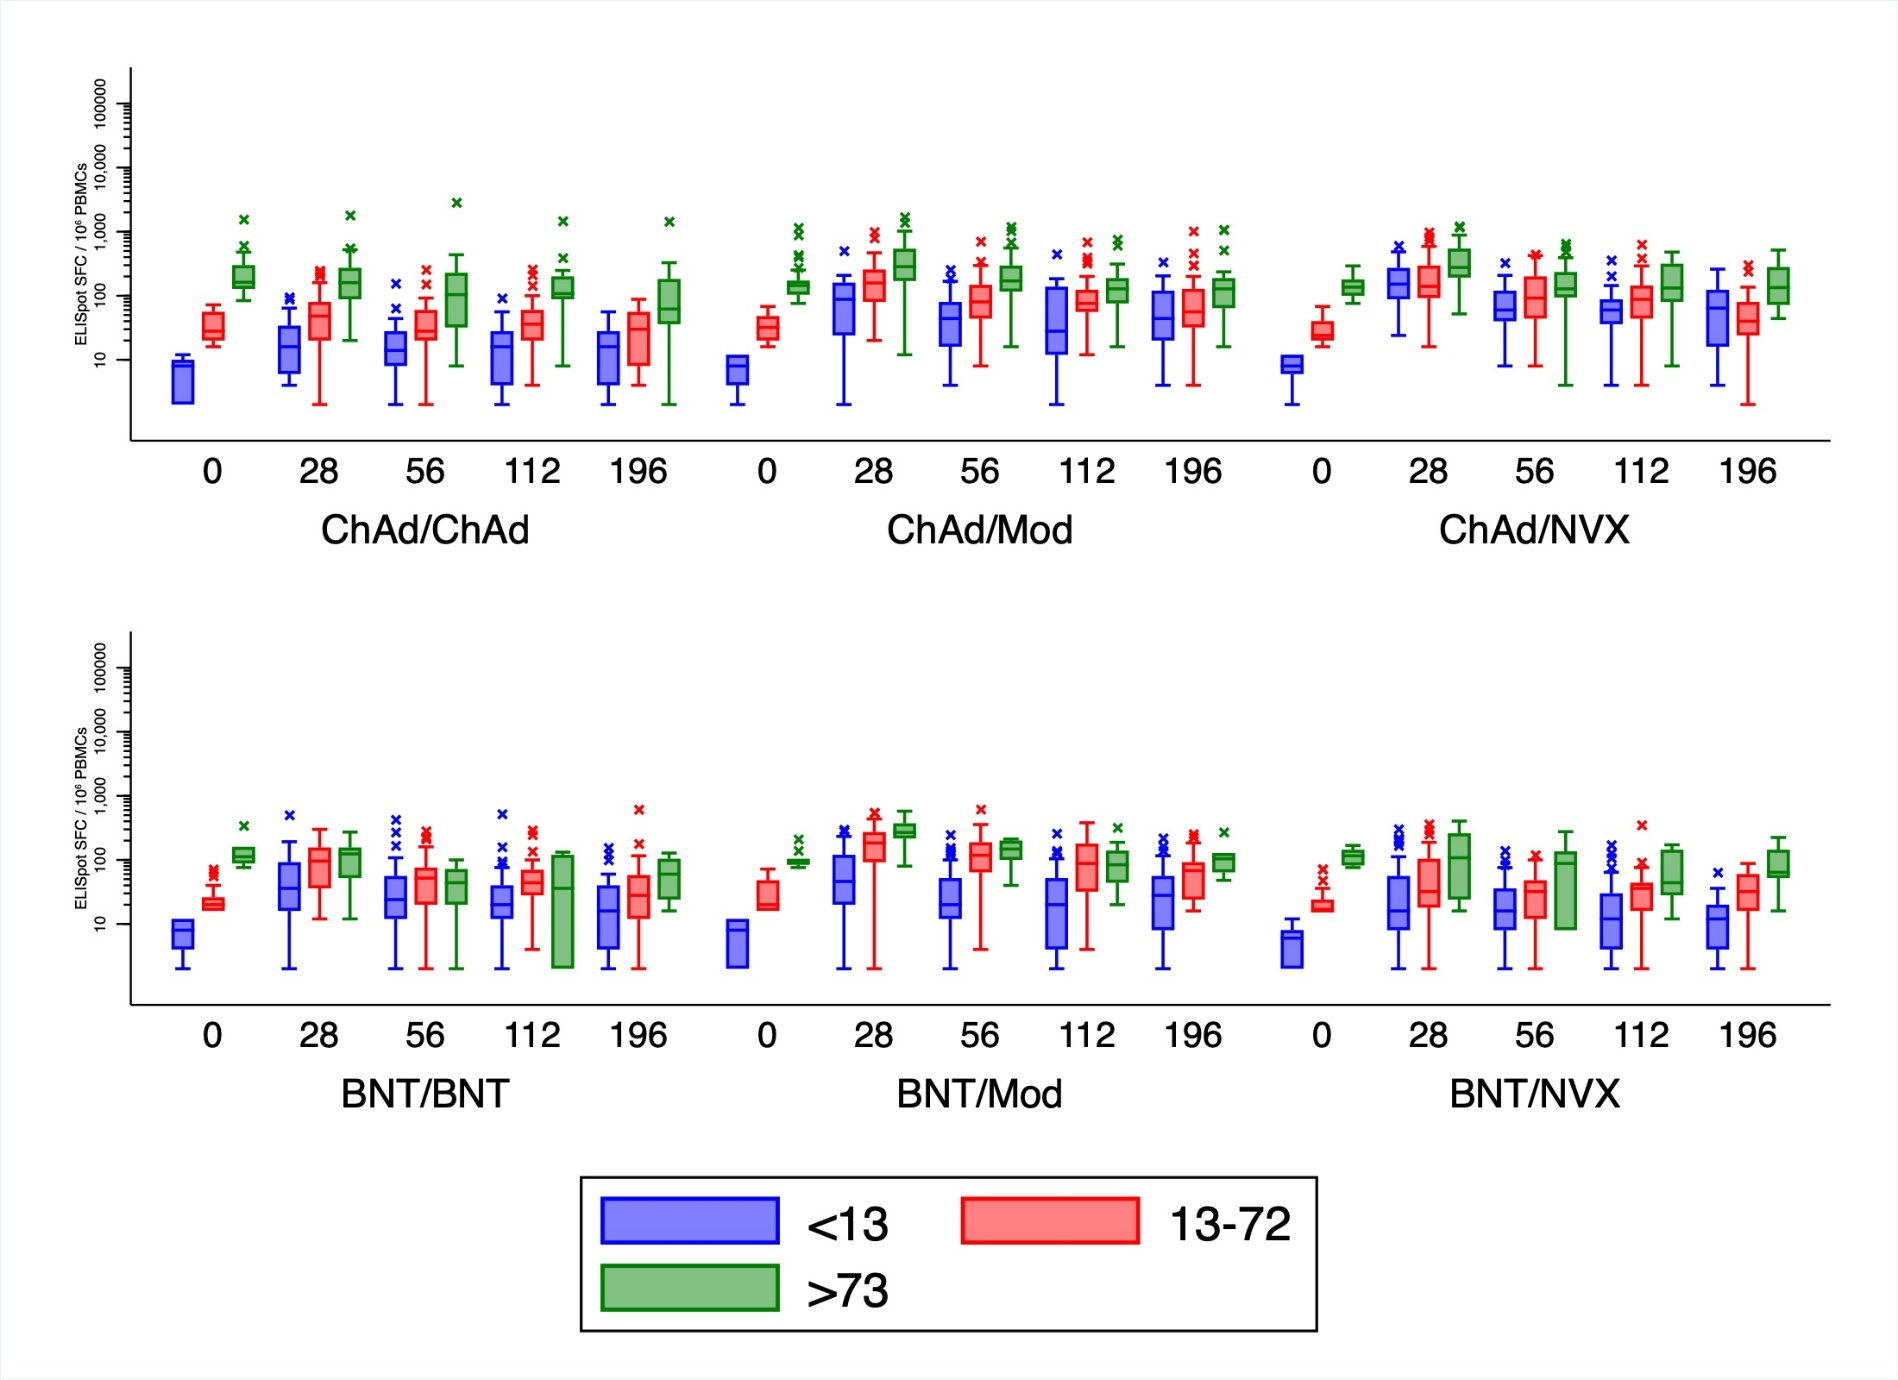 ELISpot SFC / 10⁶ PBMCs
100000
10,000
1,000
100
10
0 28 56 112 196 0 28 56 112 196 0 28 56 112 196
ChAd/ChAd ChAd/Mod ChAd/NVX
ELISpot SFC / 10⁶ PBMCs
100000
10,000
1,000
100
10
0 28 56 112 196 0 28 56 112 196 0 28 56 112 196
BNT/BNT BNT/Mod BNT/NVX
<13 13-72
>73